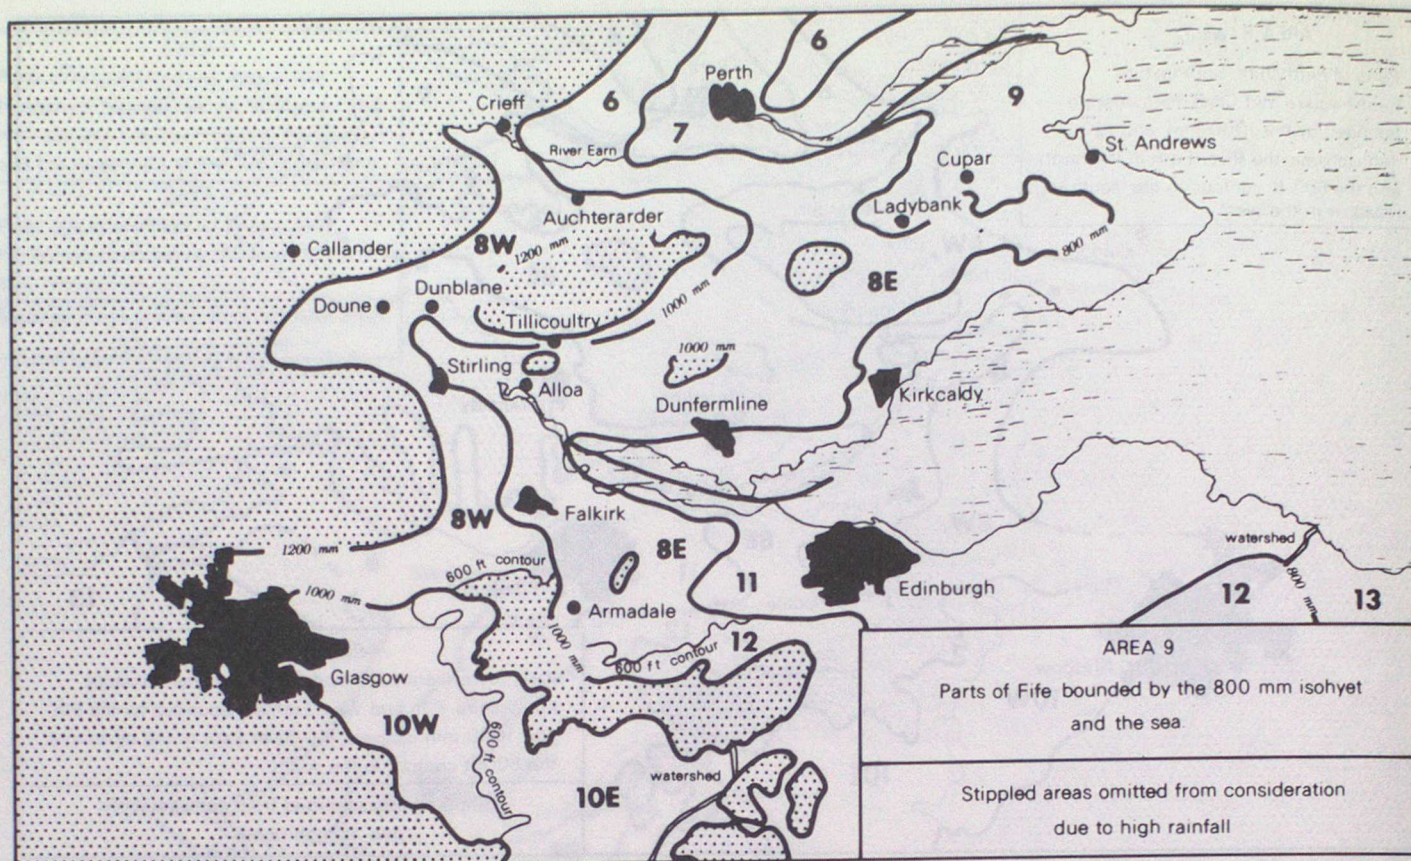 6
Perth
9
Crieff
6
7
River Earn
St. Andrews
Cupar
Auchterarder
Ladybank
8W
1200 mm
Callander
800 mm
8E
Dunblane
Doune
1000 mm
Tillicoultry
1000 mm
Stirling
Alloa
Kirkcaldy
Dunfermline
Falkirk
8W
1200 mm
watershed
8E
600 ft contour
11
Edinburgh
800 mm
12
13
1000 mm
Armadale
1000 mm
12
600 ft contour
Glasgow
10W
600 ft contour
watershed
10E
AREA 9
Parts of Fife bounded by the 800 mm isohyet
and the sea.
Stippled areas omitted from consideration
due to high rainfall